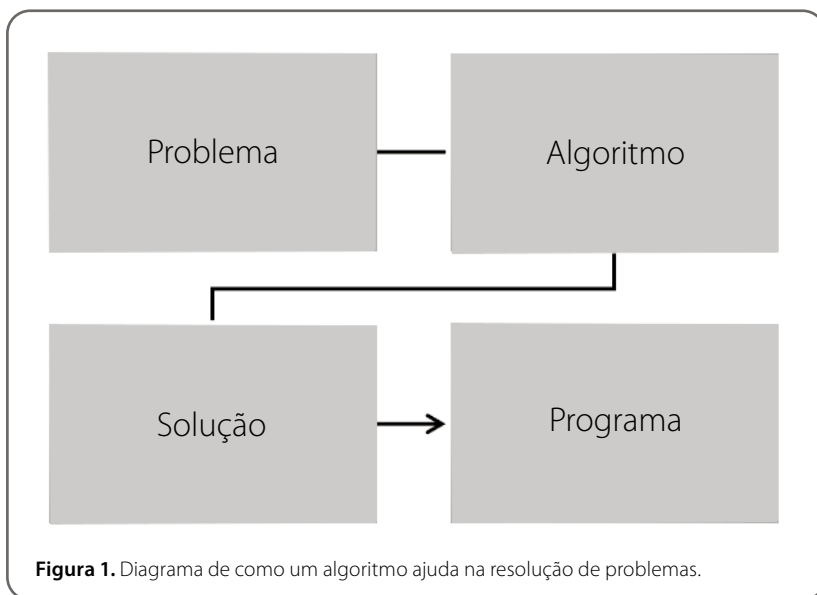 Problema
Algoritmo
Solução
Programa
Figura 1. Diagrama de como um algoritmo ajuda na resolução de problemas.